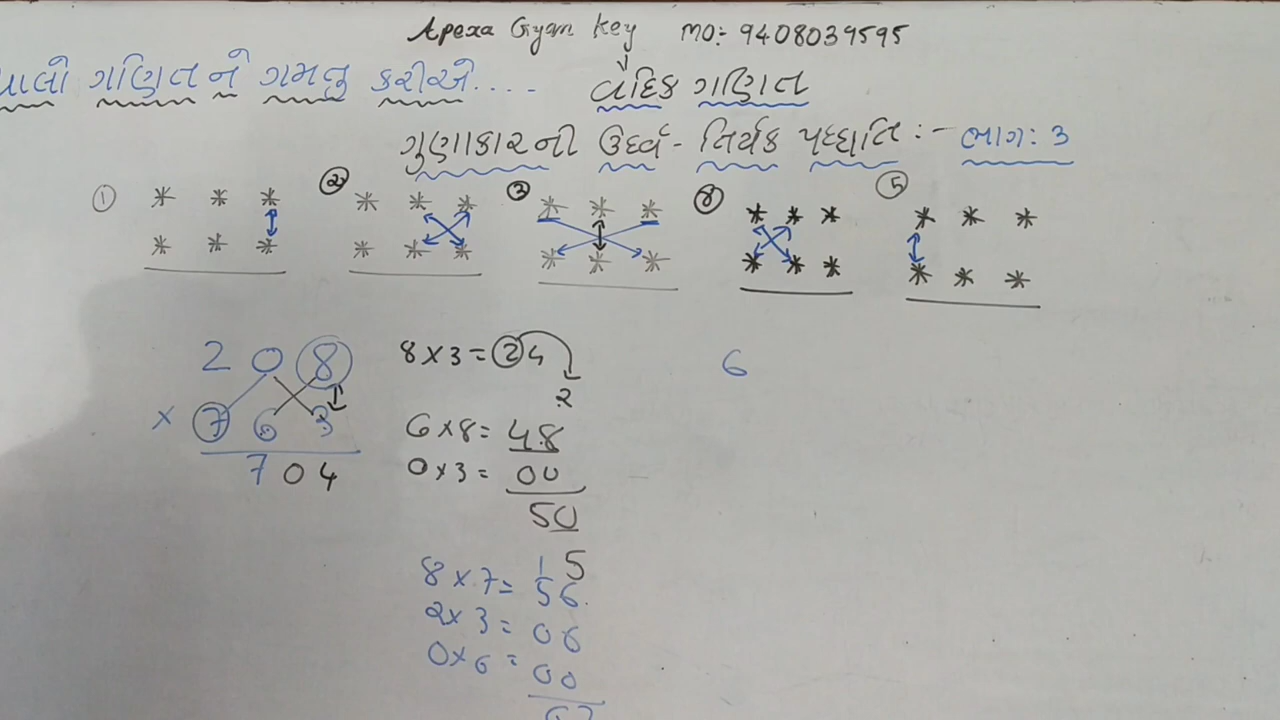 Apexa Gyan Key mo:- 9408039595
ચાલો ગણિત ને ગમતુ કરીએ.... વૈદિક ગણિત
ગુણાકારની ઉર્ધ્વ - તિર્યક પધ્ધતિ :- ભાગ: 3
① * * * ② * * * ③ * * * ④ * * * ⑤ * * *
* * * * * * * * * * * * * * *
2 0 8 8 x 3 = 24 6
2
x 7 6 3 6 x 8 = 48
7 0 4 0 x 3 = 00
50
1 5
8 x 7 = 56
2 x 3 = 06
0 x 6 = 00